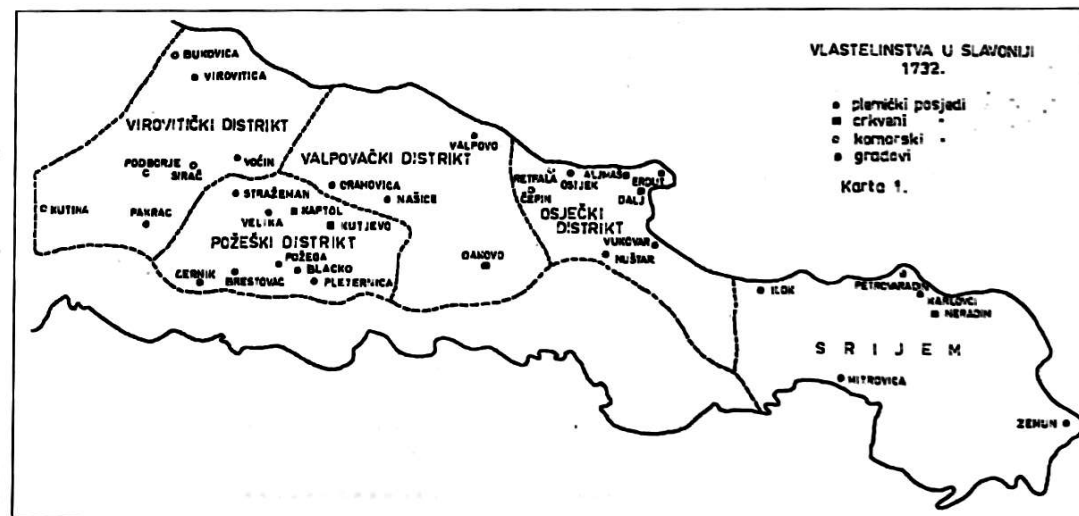 VLASTELINSTVA U SLAVONIJI
1732.
plemićki posjedi
crkvani "
komorski "
gradovi
Karta 1.
BUKOVICA
VIROVITICA
VIROVITIČKI DISTRIKT
PODBORJE
SIRAČ
VOĆIN
KUTINA
PAKRAC
VALPOVAČKI DISTRIKT
VALPOVO
ORAHOVICA
NAŠICE
ĐAKOVO
STRAŽEMAN
VELIKA
KAPTOL
KUTJEVO
POŽEŠKI DISTRIKT
POŽEGA
BLACKO
PLETERNICA
BRESTOVAC
CERNIK
RETFALA
ČEPIN
OSIJEK
ALJMAŠ
ERDUT
DALJ
OSJEČKI
DISTRIKT
VUKOVAR
NUŠTAR
ILOK
PETROVARADIN
KARLOVCI
NERADIN
SRIJEM
MITROVICA
ZEMUN